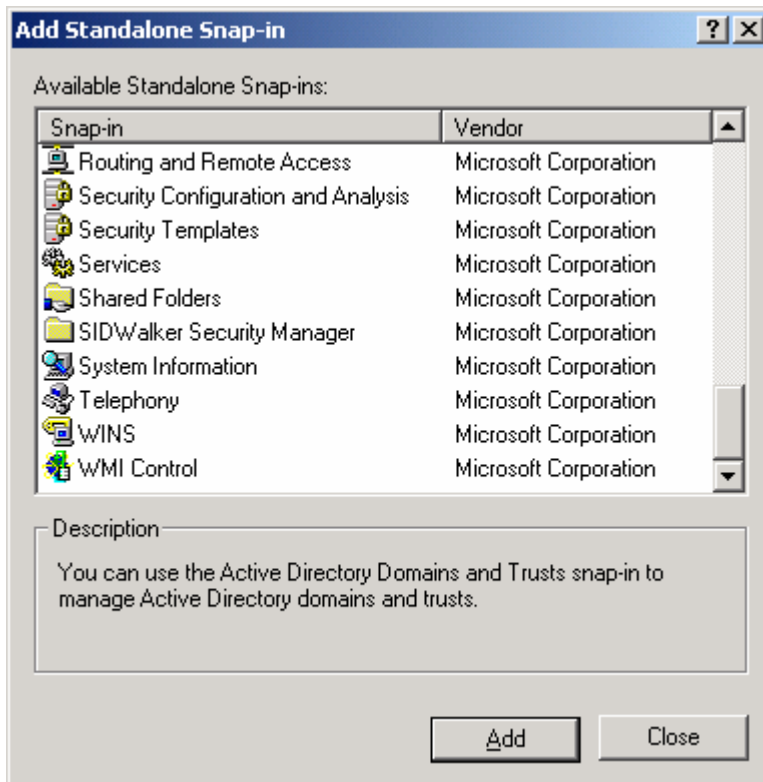 Add Standalone Snap-in
Available Standalone Snap-ins:
Snap-in Vendor
Routing and Remote Access Microsoft Corporation
Security Configuration and Analysis Microsoft Corporation
Security Templates Microsoft Corporation
Services Microsoft Corporation
Shared Folders Microsoft Corporation
SIDWalker Security Manager Microsoft Corporation
System Information Microsoft Corporation
Telephony Microsoft Corporation
WINS Microsoft Corporation
WMI Control Microsoft Corporation
Description
You can use the Active Directory Domains and Trusts snap-in to
manage Active Directory domains and trusts.
Add Close